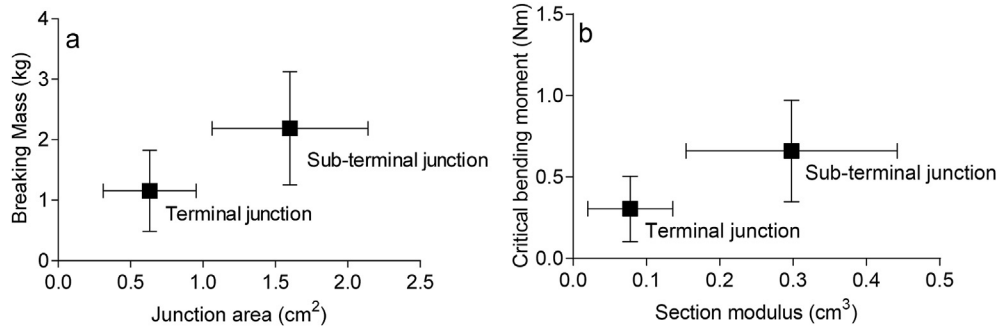 a
4
3
2
1
0
Breaking Mass (kg)
Sub-terminal junction
Terminal junction
0.0
0.5
1.0
1.5
2.0
2.5
Junction area (cm²)
b
1.5
1.0
0.5
0.0
Critical bending moment (Nm)
Sub-terminal junction
Terminal junction
0.0
0.1
0.2
0.3
0.4
0.5
Section modulus (cm³)